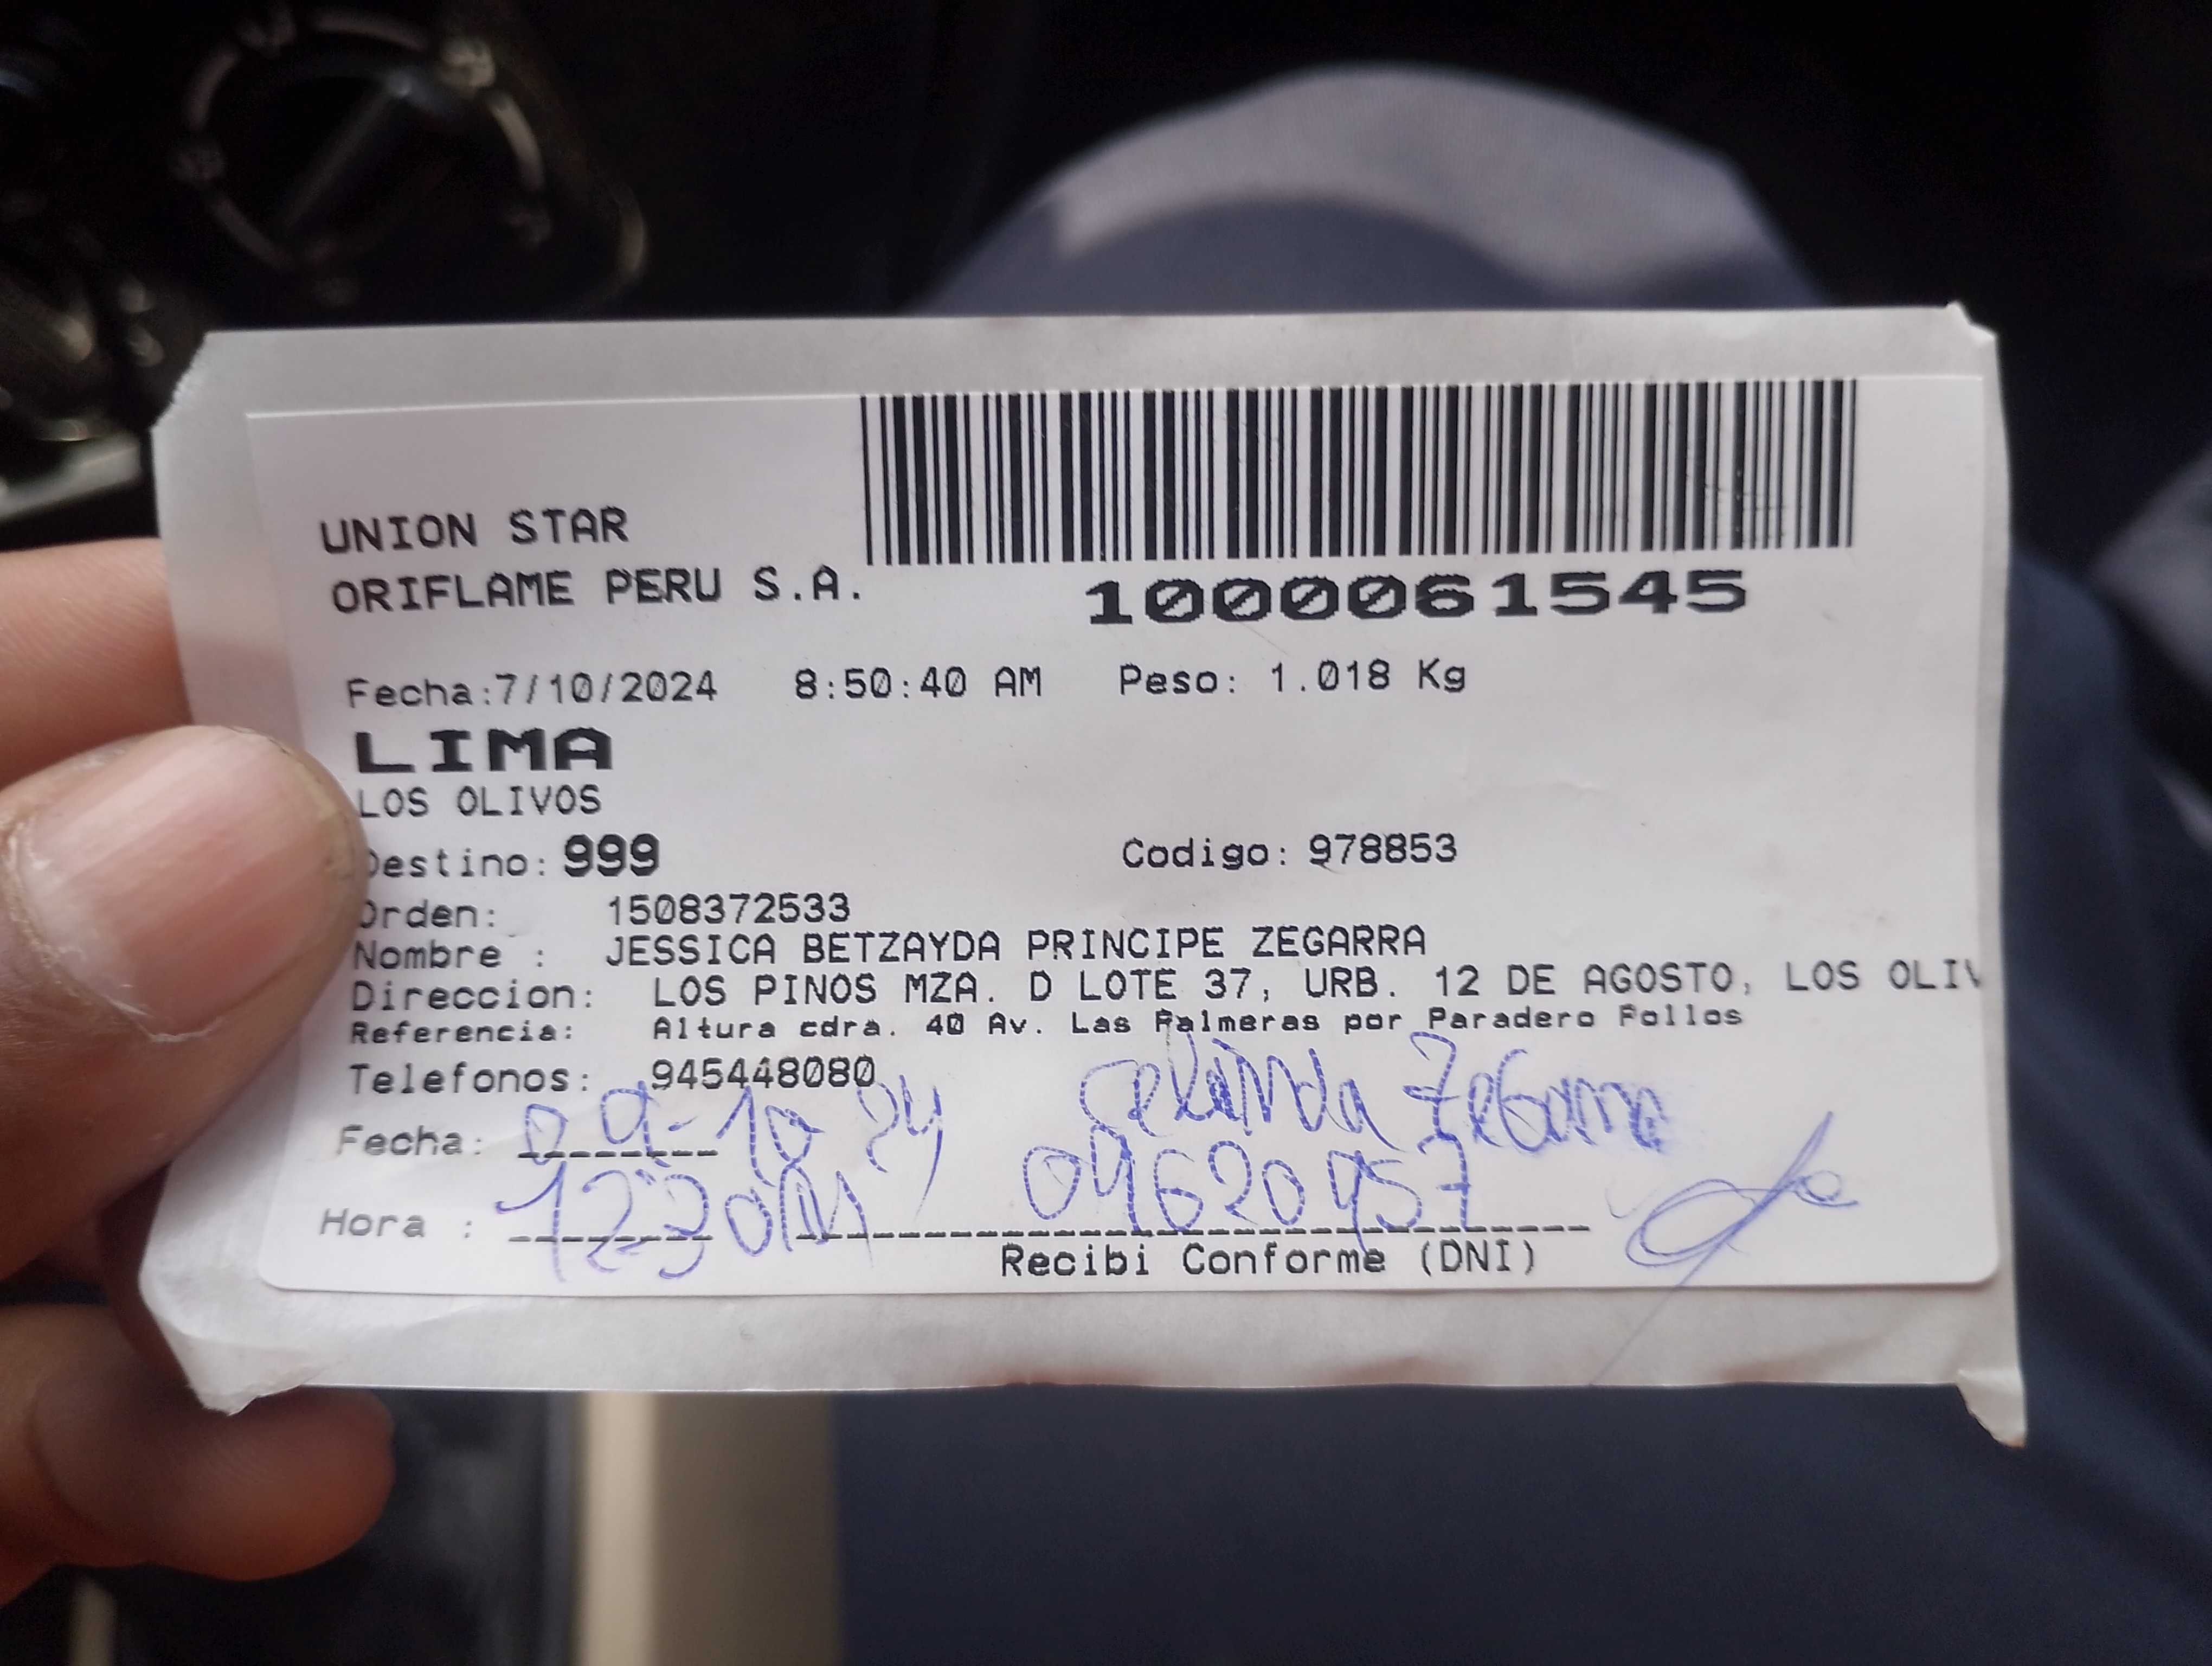 UNION STAR
ORIFLAME PERU S.A.
1000061545
Fecha:7/10/2024 8:50:40 AM Peso: 1.018 Kg
LIMA
LOS OLIVOS
Destino: 999 Codigo: 978853
Orden: 1508372533
Nombre : JESSICA BETZAYDA PRINCIPE ZEGARRA
Direccion: LOS PINOS MZA. D LOTE 37, URB. 12 DE AGOSTO, LOS OLIV
Referencia: Altura cdra. 40 Av. Las Palmeras por Paradero Pollos
Telefonos: 945448080
Zegarra
Fecha: 09-10 24
09620957
Hora :
Recibi Conforme (DNI)